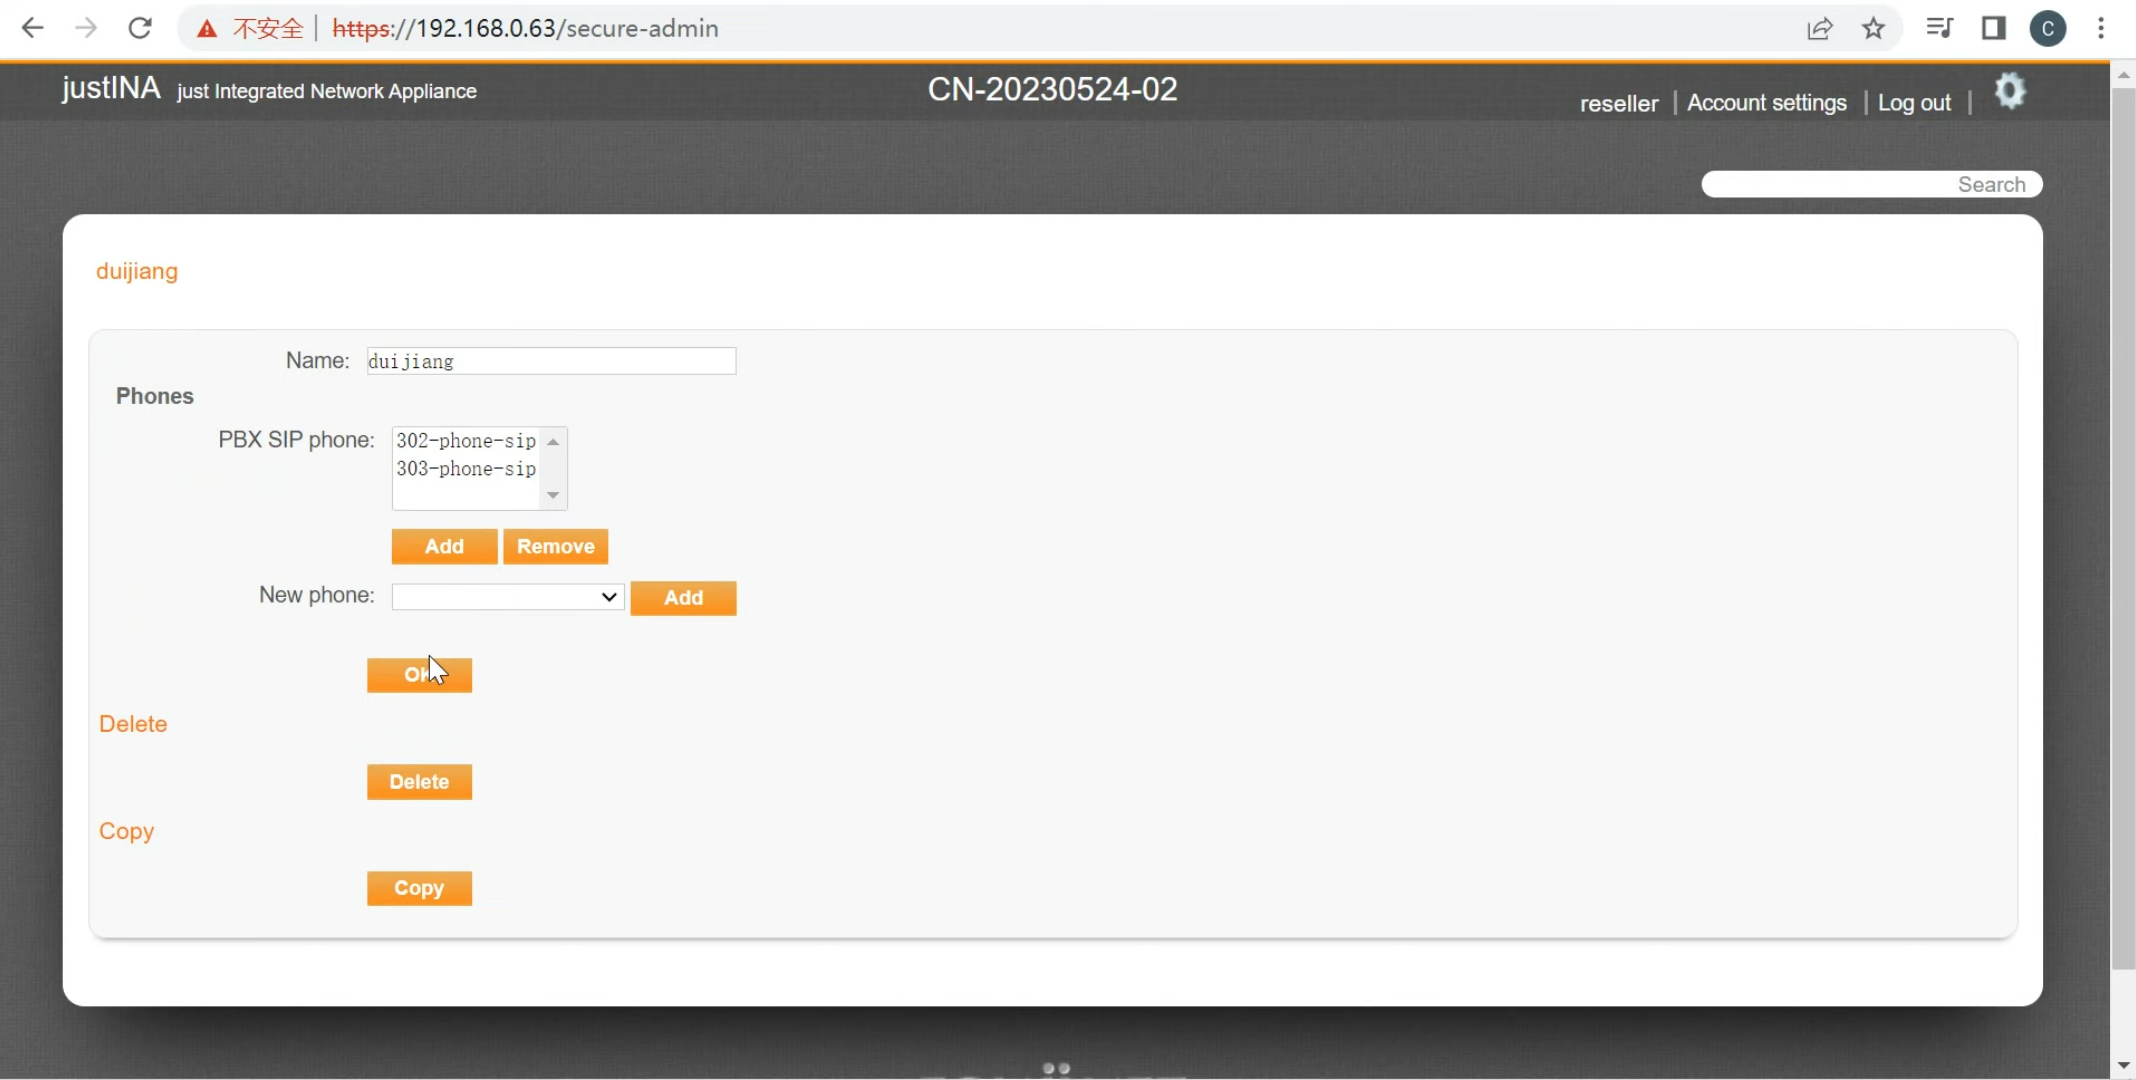 不安全 https://192.168.0.63/secure-admin
C
justINA just Integrated Network Appliance
CN-20230524-02
reseller | Account settings | Log out |
Search
duijiang
Name: duijiang
Phones
PBX SIP phone: 302-phone-sip
303-phone-sip
Add Remove
New phone: Add
OK
Delete
Delete
Copy
Copy